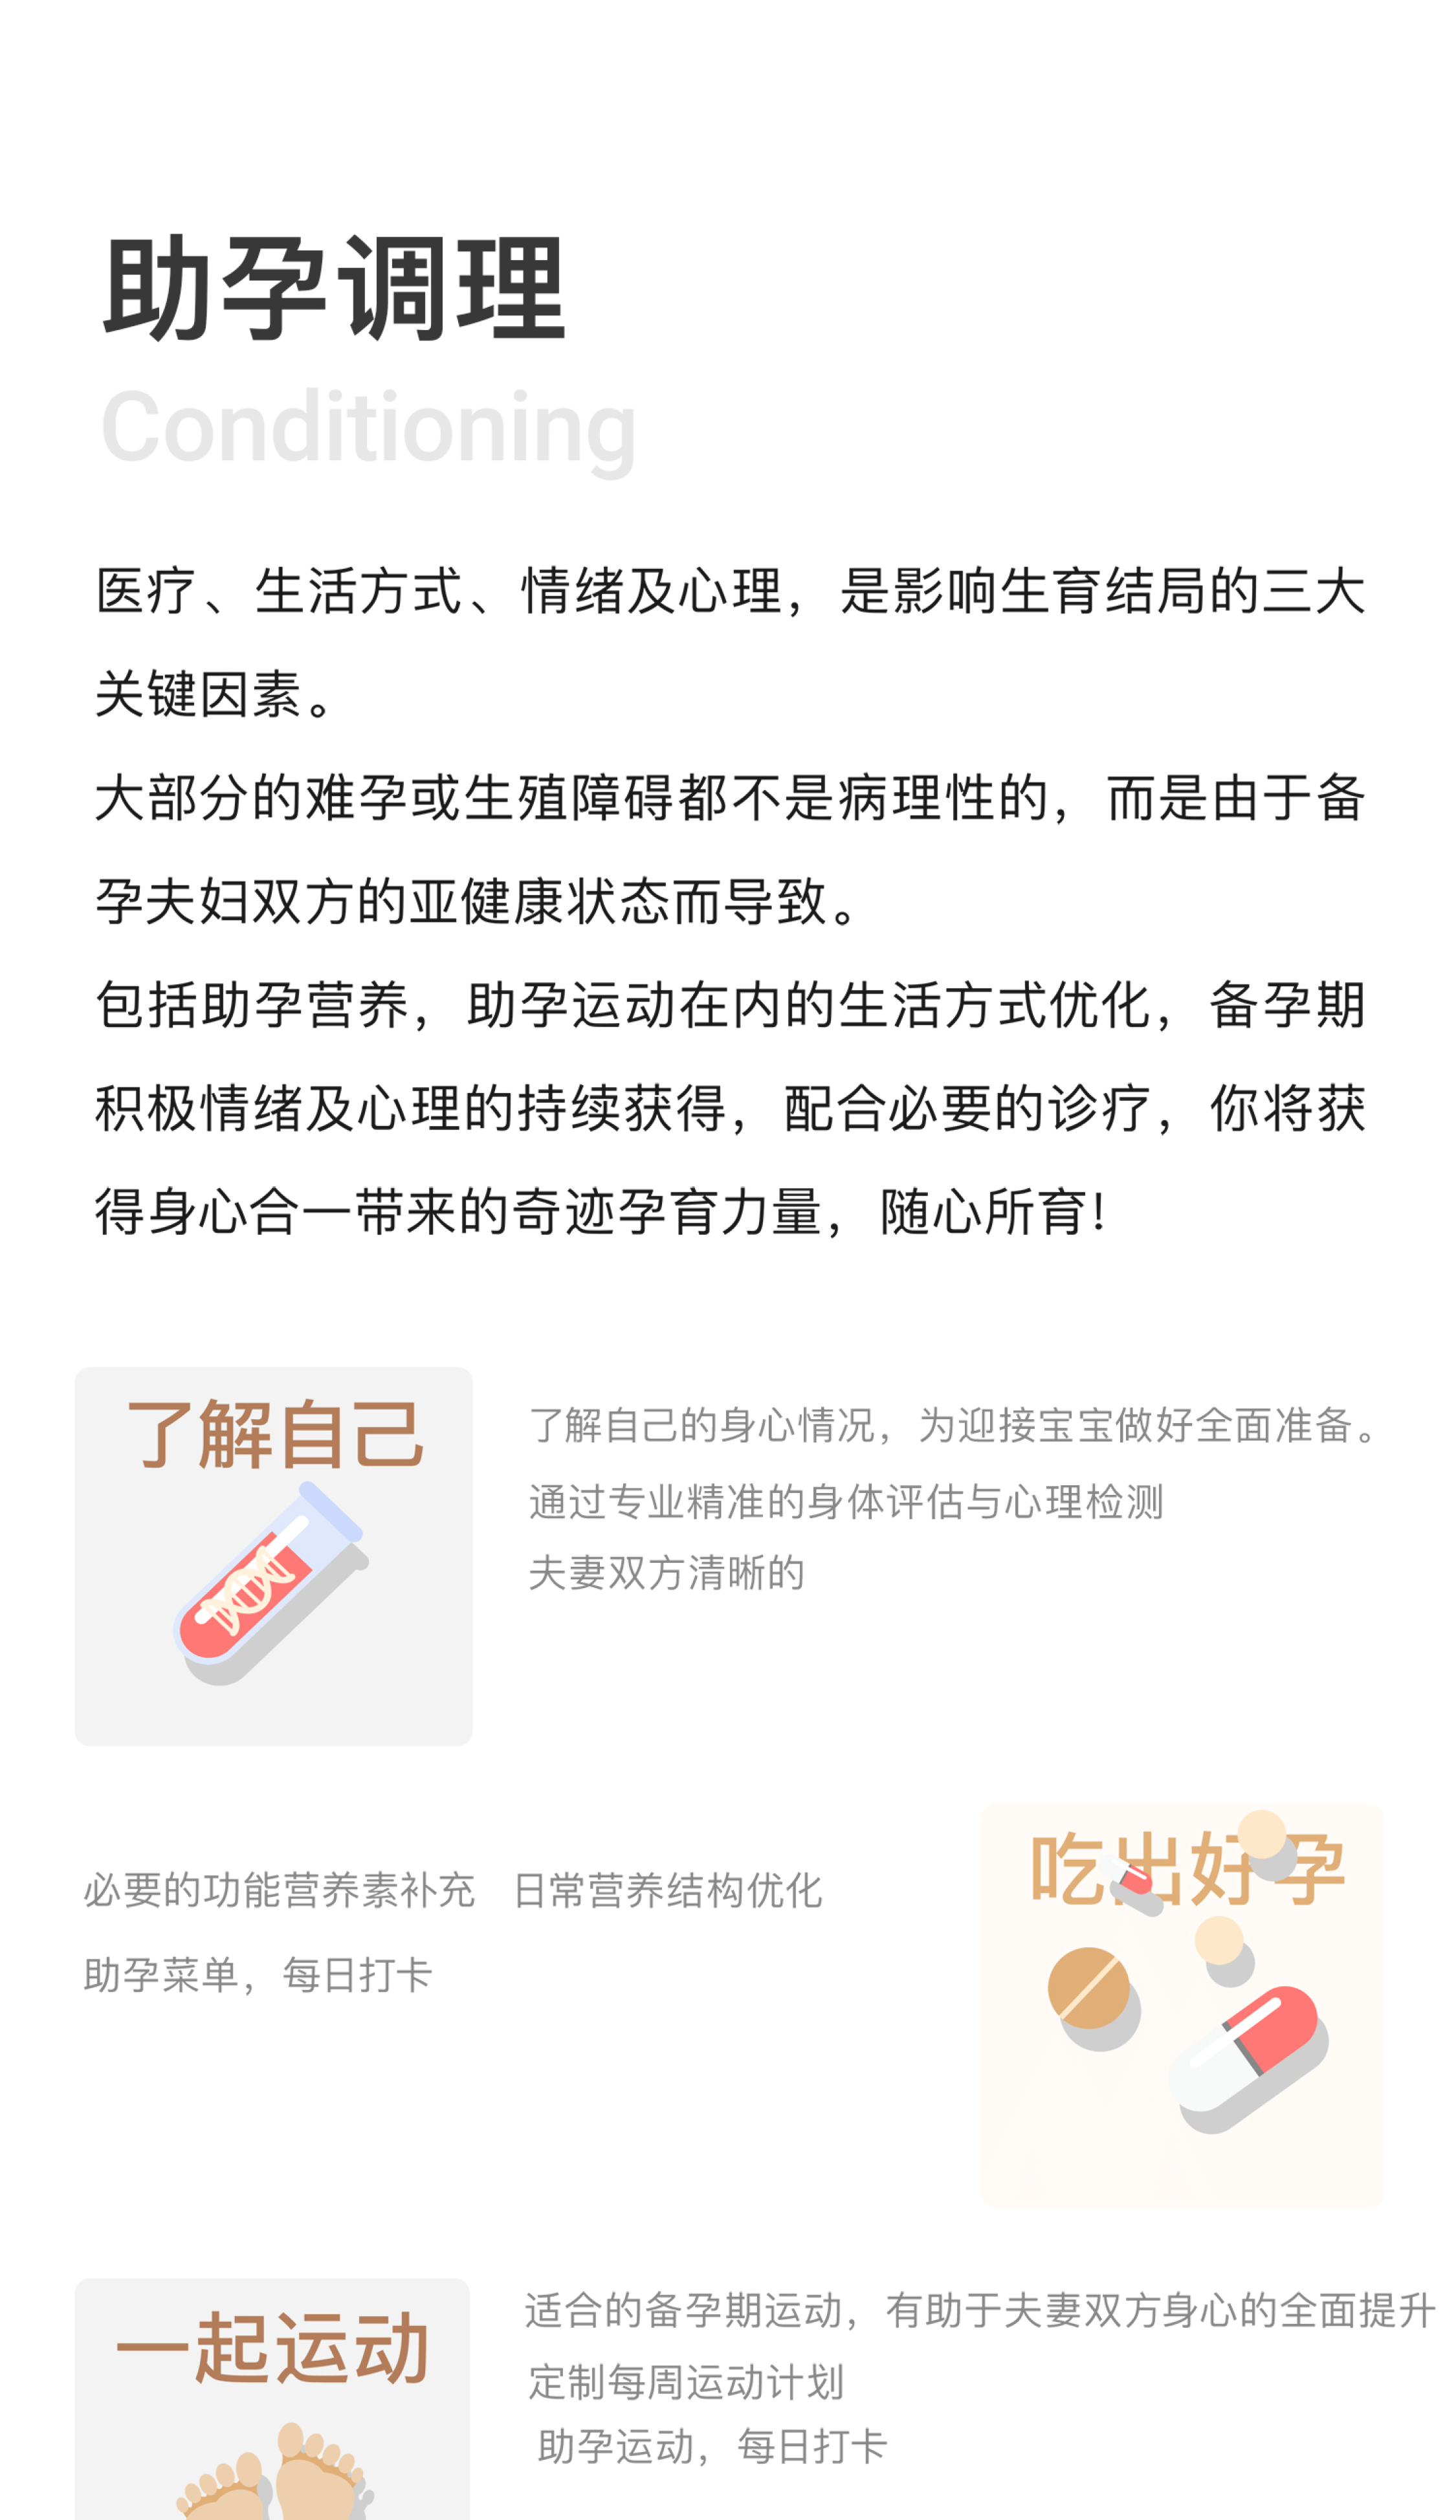 助孕调理
Conditioning
医疗、生活方式、情绪及心理，是影响生育结局的三大
关键因素。
大部分的难孕或生殖障碍都不是病理性的，而是由于备
孕夫妇双方的亚健康状态而导致。
包括助孕营养、助孕运动在内的生活方式优化，备孕期
积极情绪及心理的持续获得，配合必要的诊疗，你将获
得身心合一带来的高读孕育力量，随心所育！
了解自己
了解自己的身心情况，为迎接宝宝做好全面准备。
通过专业精准的身体评估与心理检测
夫妻双方清晰的
吃出好孕
必要的靶向营养素补充 日常营养素的优化
助孕菜单，每日打卡
一起运动
适合的备孕期运动，有助于夫妻双方身心的全面提升
定制每周运动计划
助孕运动，每日打卡